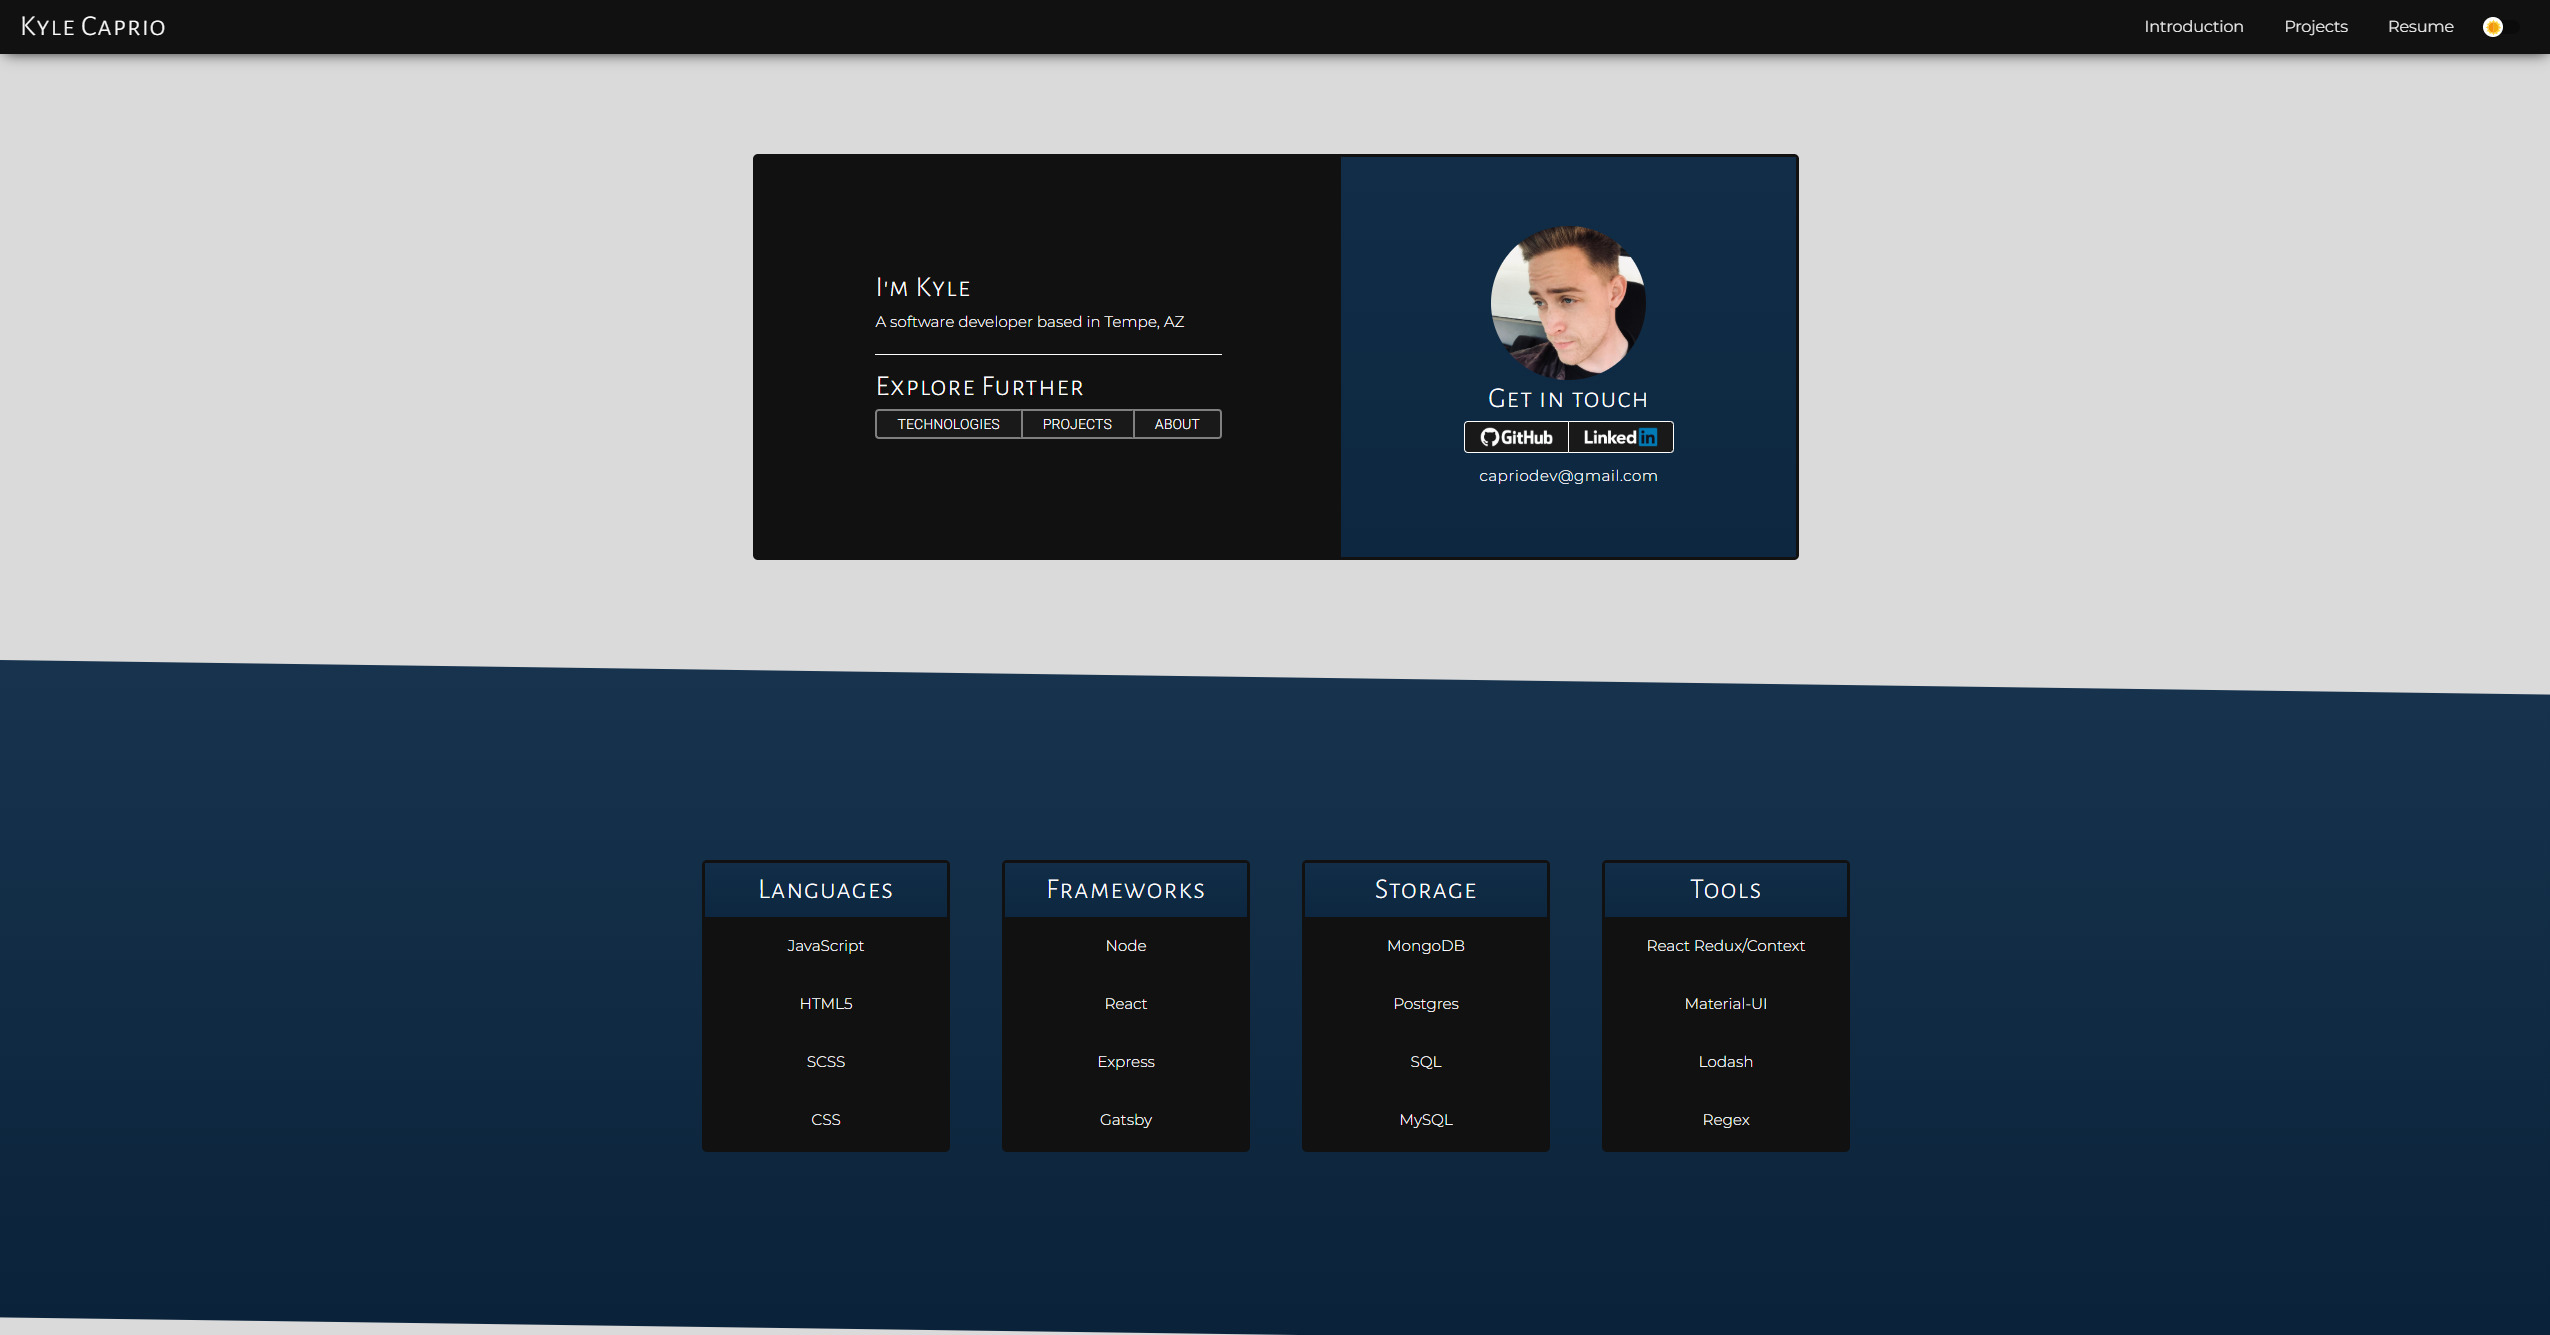 Kyle Caprio
Introduction Projects Resume
I'm Kyle
A software developer based in Tempe, AZ
Explore Further
TECHNOLOGIES PROJECTS ABOUT
Get in touch
GitHub LinkedIn
capriodev@gmail.com
Languages
JavaScript
HTML5
SCSS
CSS
Frameworks
Node
React
Express
Gatsby
Storage
MongoDB
Postgres
SQL
MySQL
Tools
React Redux/Context
Material-UI
Lodash
Regex